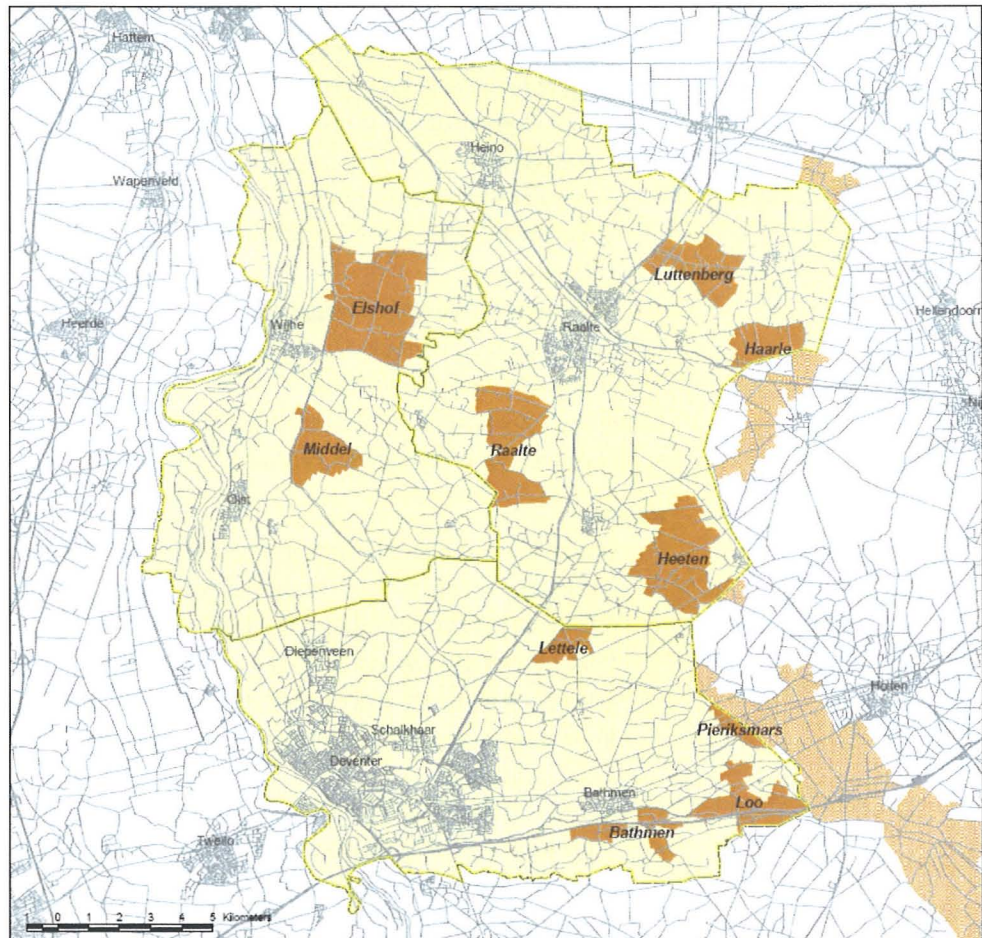 Hattem
Heino
Wapenveld
Luttenberg
Elshof
Hellendoorn
Heerde
Wijhe
Raalte
Haarle
Nij
Middel
Raalte
Olst
Heeten
Lettele
Diepenveen
Holten
Pieriksmars
Schalkhaar
Deventer
Bathmen
Loo
Bathmen
Twello
1 0 1 2 3 4 5 Kilometers